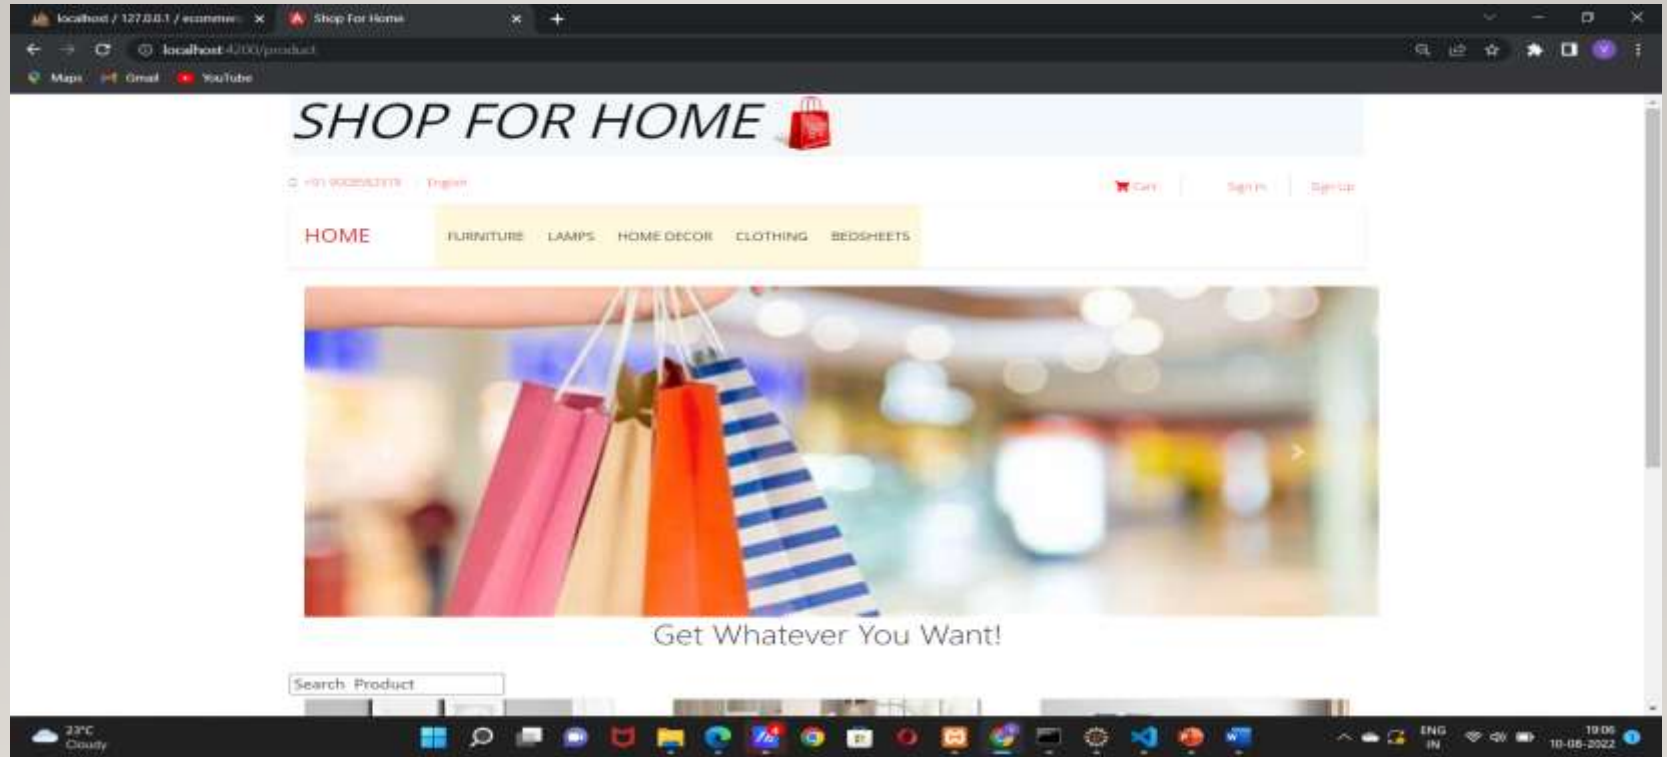 localhost / 127.0.0.1 / ecommer
Shop For Home
localhost:4200/product
Maps Gmail YouTube
SHOP FOR HOME
English Cart Sign In Sign Up
HOME FURNITURE LAMPS HOME DECOR CLOTHING BEDSHEETS
Get Whatever You Want!
Search Product
23°C
Cloudy
ENG
IN
19:06
10-08-2022